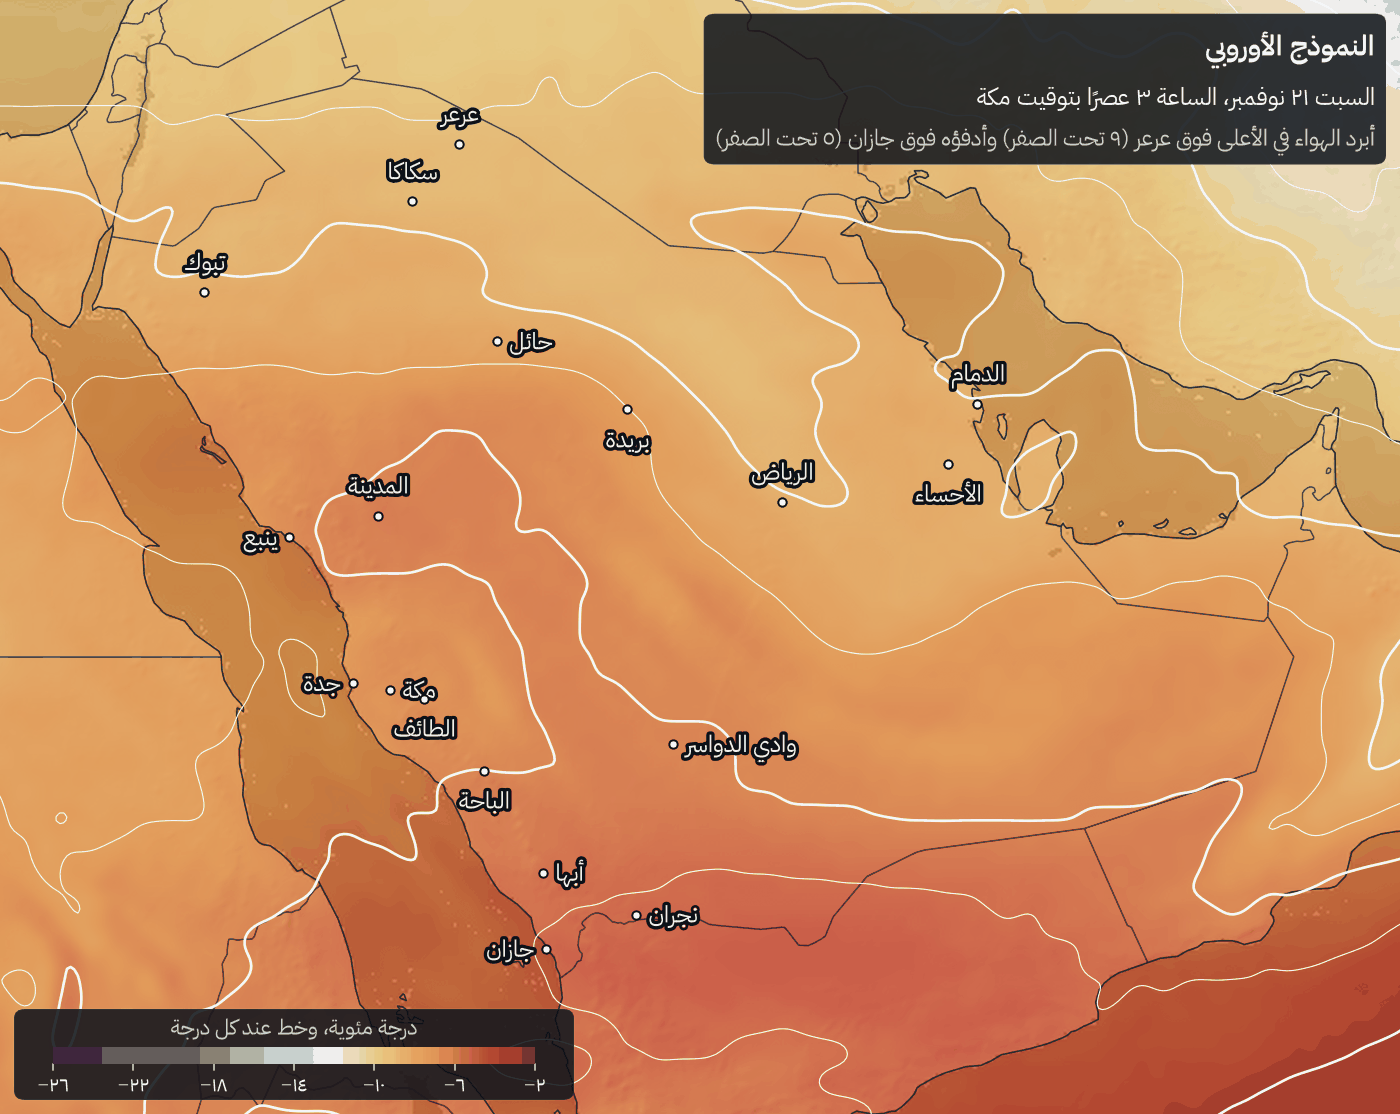 النموذج الأوروبي
السبت ٢١ نوفمبر، الساعة ٣ عصرًا بتوقيت مكة
أبرد الهواء في الأعلى فوق عرعر (٩ تحت الصفر) وأدفؤه فوق جازان (٥ تحت الصفر)
عرعر
سكاكا
تبوك
حائل
الدمام
بريدة
الرياض
المدينة
الأحساء
ينبع
جدة
مكة
الطائف
وادي الدواسر
الباحة
أبها
نجران
جازان
درجة مئوية، وخط عند كل درجة
−٢٦ −٢٢ −١٨ −١٤ −١٠ −٦ −٢